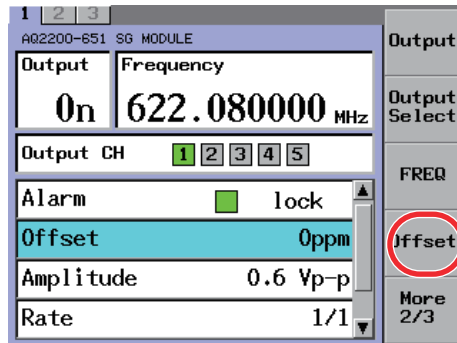 1 2 3
AQ2200-651 SG MODULE
Output Frequency
On 622.080000 MHz
Output CH 1 2 3 4 5
Alarm lock
Offset 0ppm
Amplitude 0.6 Vp-p
Rate 1/1
Output
Output
Select
FREQ
Offset
More
2/3